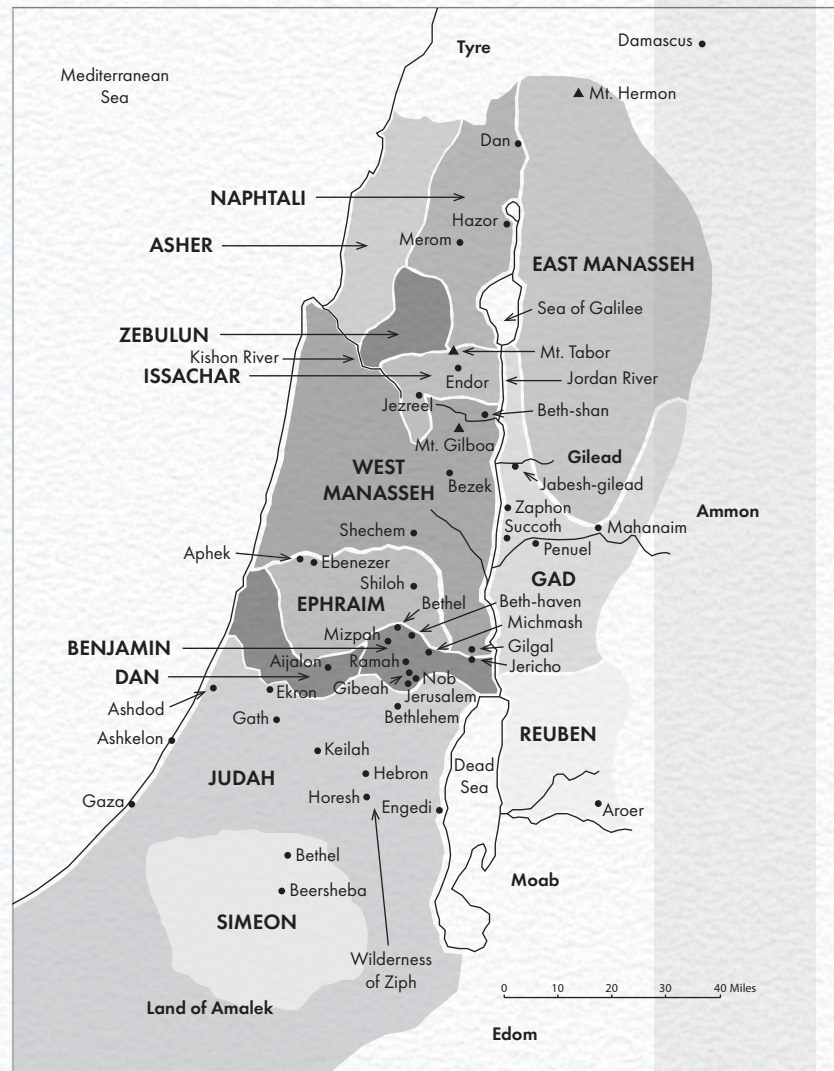 Tyre
Damascus
Mediterranean
Sea
Mt. Hermon
Dan
NAPHTALI
Hazor
Merom
ASHER
EAST MANASSEH
Sea of Galilee
ZEBULUN
Kishon River
Mt. Tabor
ISSACHAR
Endor
Jordan River
Jezreel
Beth-shan
Mt. Gilboa
Gilead
WEST
MANASSEH
Bezek
Jabesh-gilead
Zaphon
Ammon
Succoth
Mahanaim
Shechem
Penuel
Aphek
Ebenezer
Shiloh
GAD
EPHRAIM
Bethel
Beth-haven
Michmash
Mizpah
BENJAMIN
Gilgal
Aijalon
Ramah
Jericho
DAN
Gibeah
Nob
Ekron
Jerusalem
Ashdod
Gath
Bethlehem
Ashkelon
REUBEN
Keilah
Dead
Sea
JUDAH
Hebron
Horesh
Engedi
Gaza
Aroer
Bethel
Moab
Beersheba
SIMEON
Wilderness
of Ziph
0 10 20 30 40 Miles
Land of Amalek
Edom